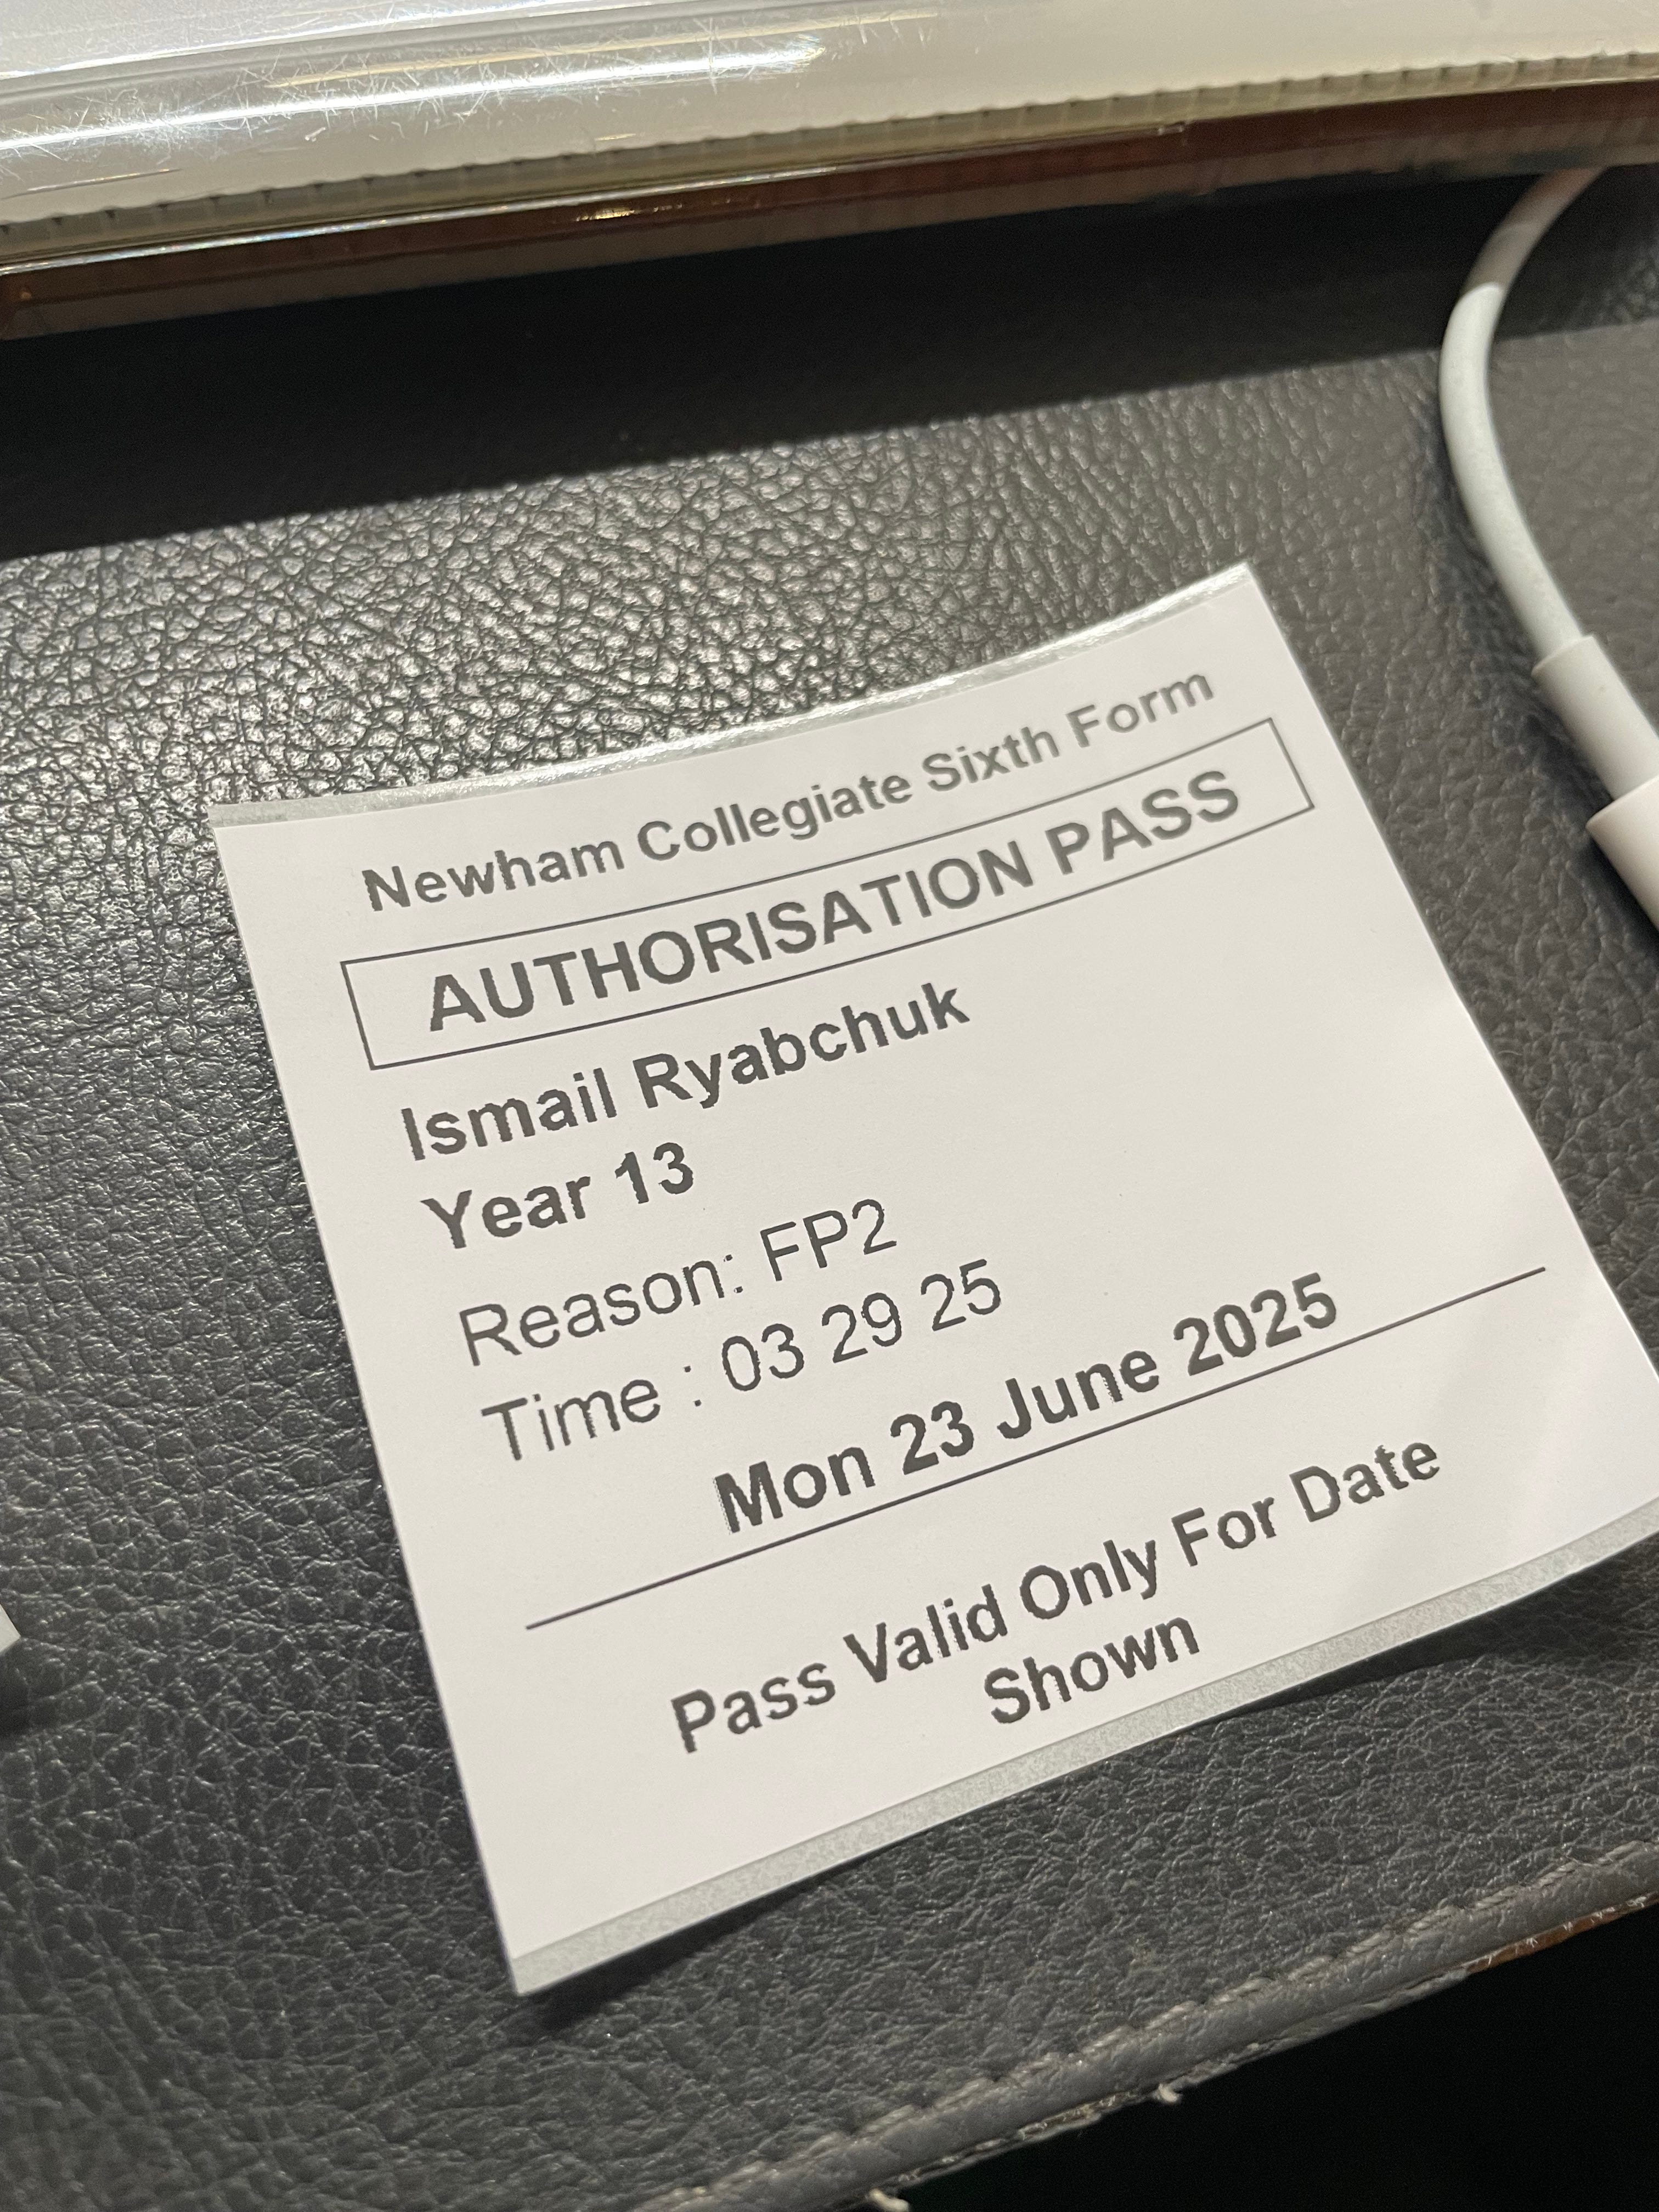 Newham Collegiate Sixth Form
AUTHORISATION PASS
Ismail Ryabchuk
Year 13
Reason: FP2
Time : 03 29 25
Mon 23 June 2025
Pass Valid Only For Date
Shown